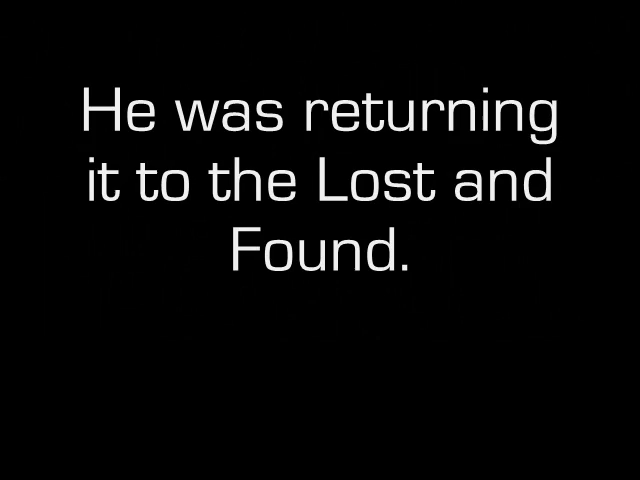 He was returning
it to the Lost and
Found.